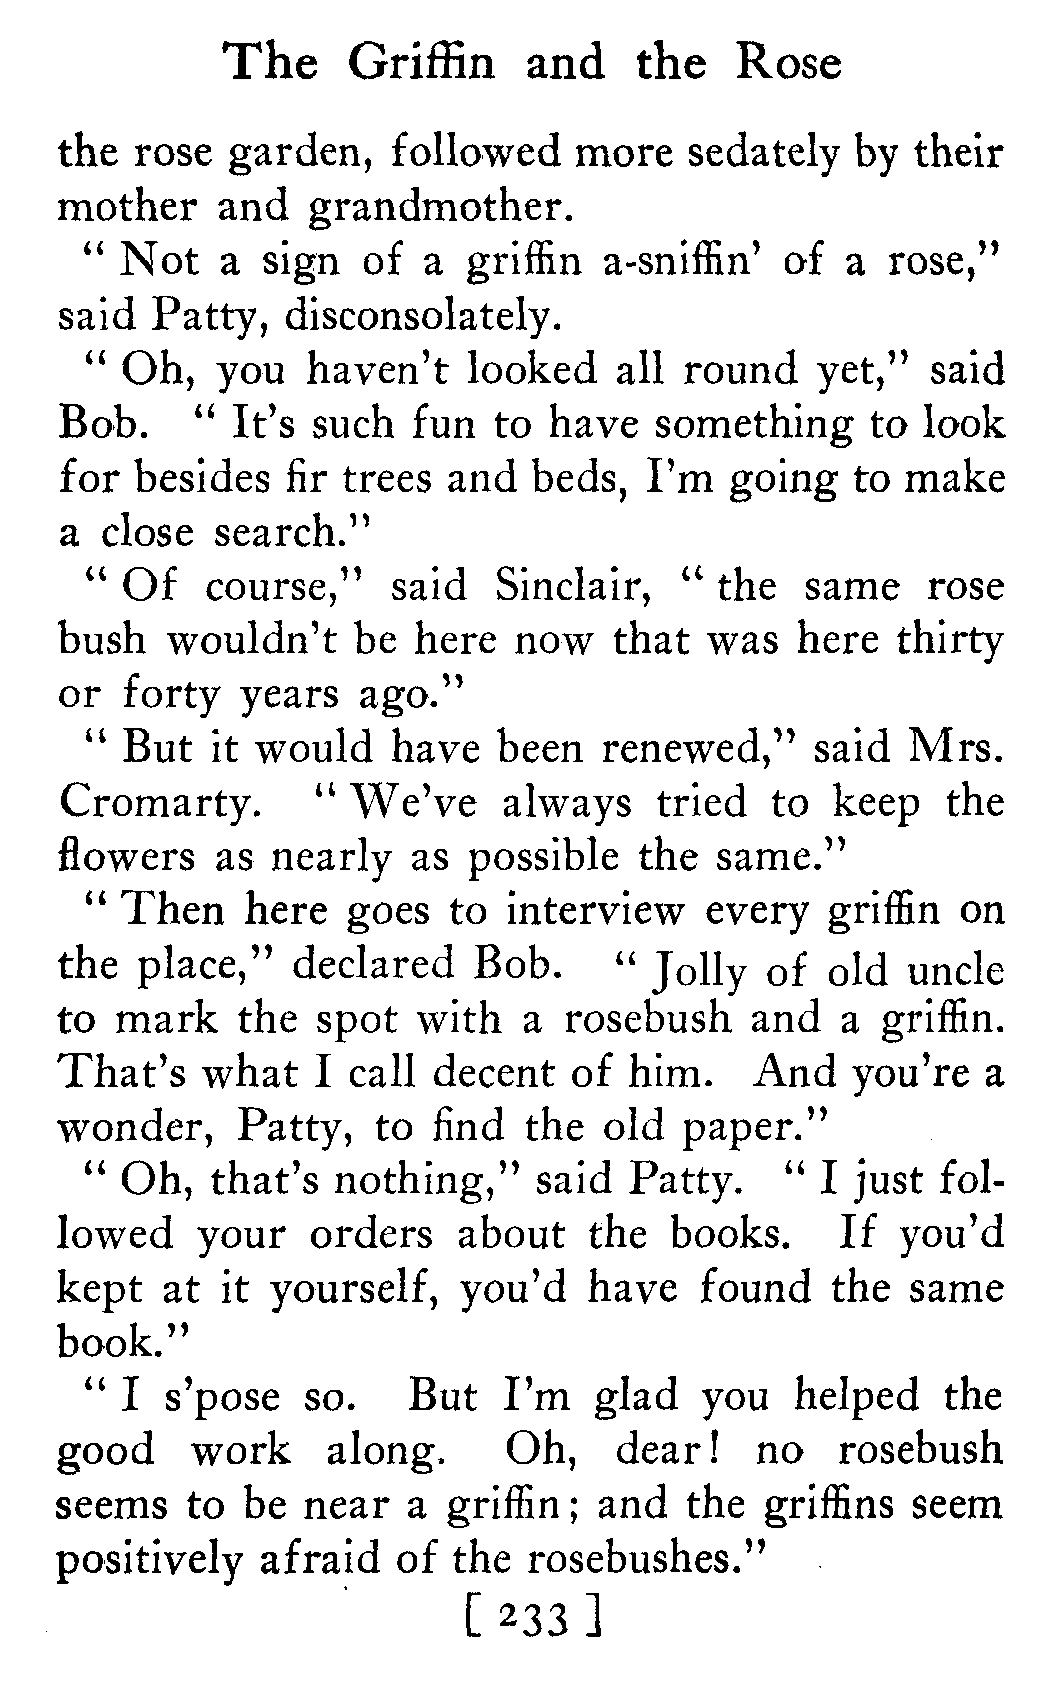 The Griffin and the Rose
the rose garden, followed more sedately by their
mother and grandmother.
“ Not a sign of a griffin a-sniffin’ of a rose,”
said Patty, disconsolately.
“ Oh, you haven’t looked all round yet,” said
Bob. “ It’s such fun to have something to look
for besides fir trees and beds, I’m going to make
a close search.”
“ Of course,” said Sinclair, “ the same rose
bush wouldn’t be here now that was here thirty
or forty years ago.”
“ But it would have been renewed,” said Mrs.
Cromarty. “ We’ve always tried to keep the
flowers as nearly as possible the same.”
“ Then here goes to interview every griffin on
the place,” declared Bob. “ Jolly of old uncle
to mark the spot with a rosebush and a griffin.
That’s what I call decent of him. And you’re a
wonder, Patty, to find the old paper.”
“ Oh, that’s nothing,” said Patty. “ I just fol-
lowed your orders about the books. If you’d
kept at it yourself, you’d have found the same
book.”
“ I s’pose so. But I’m glad you helped the
good work along. Oh, dear! no rosebush
seems to be near a griffin; and the griffins seem
positively afraid of the rosebushes.”
[ 233 ]